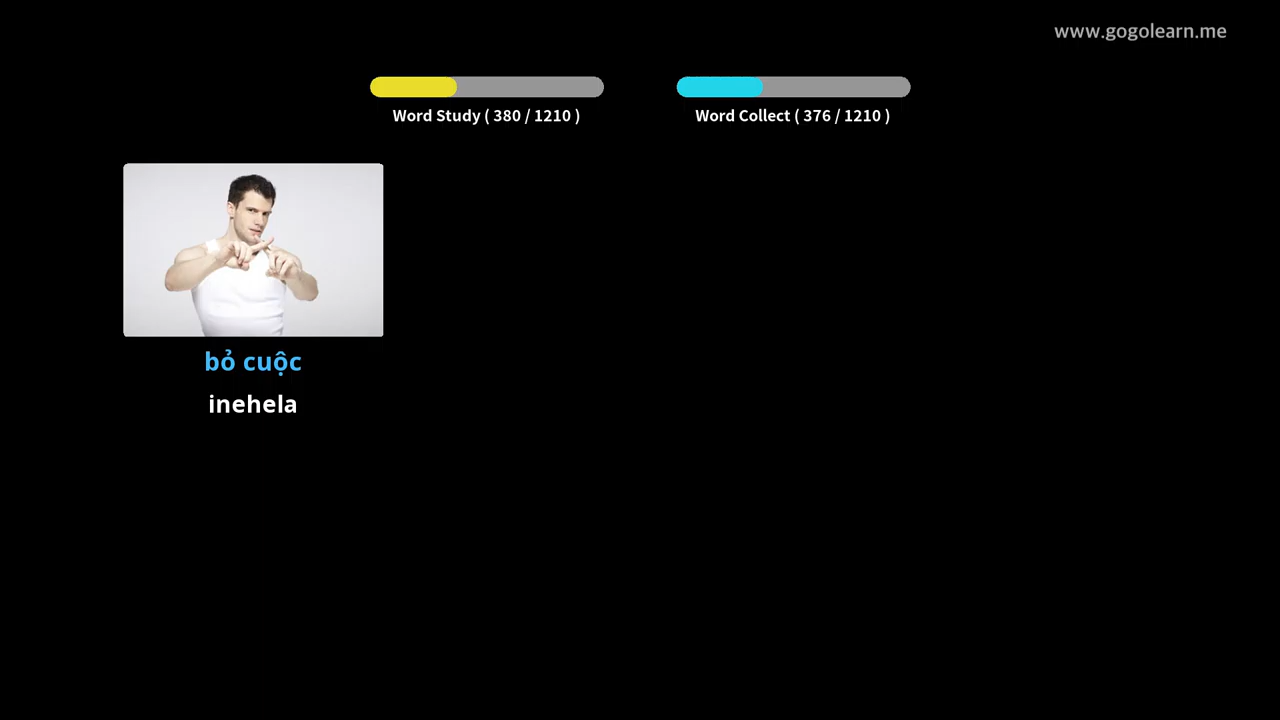 www.gogolearn.me
Word Study ( 380 / 1210 )
Word Collect ( 376 / 1210 )
bỏ cuộc
inehela